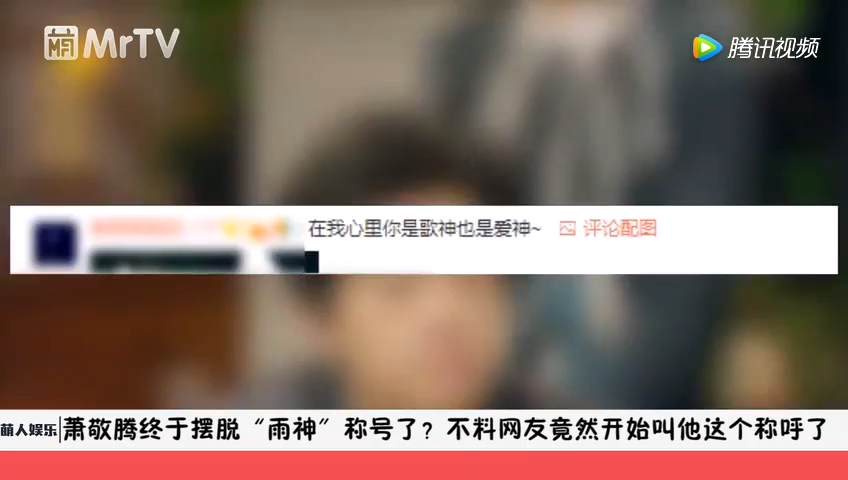 萌 MrTV
腾讯视频
在我心里你是歌神也是爱神~ 评论配图
萌人娱乐 萧敬腾终于摆脱“雨神”称号了？不料网友竟然开始叫他这个称呼了